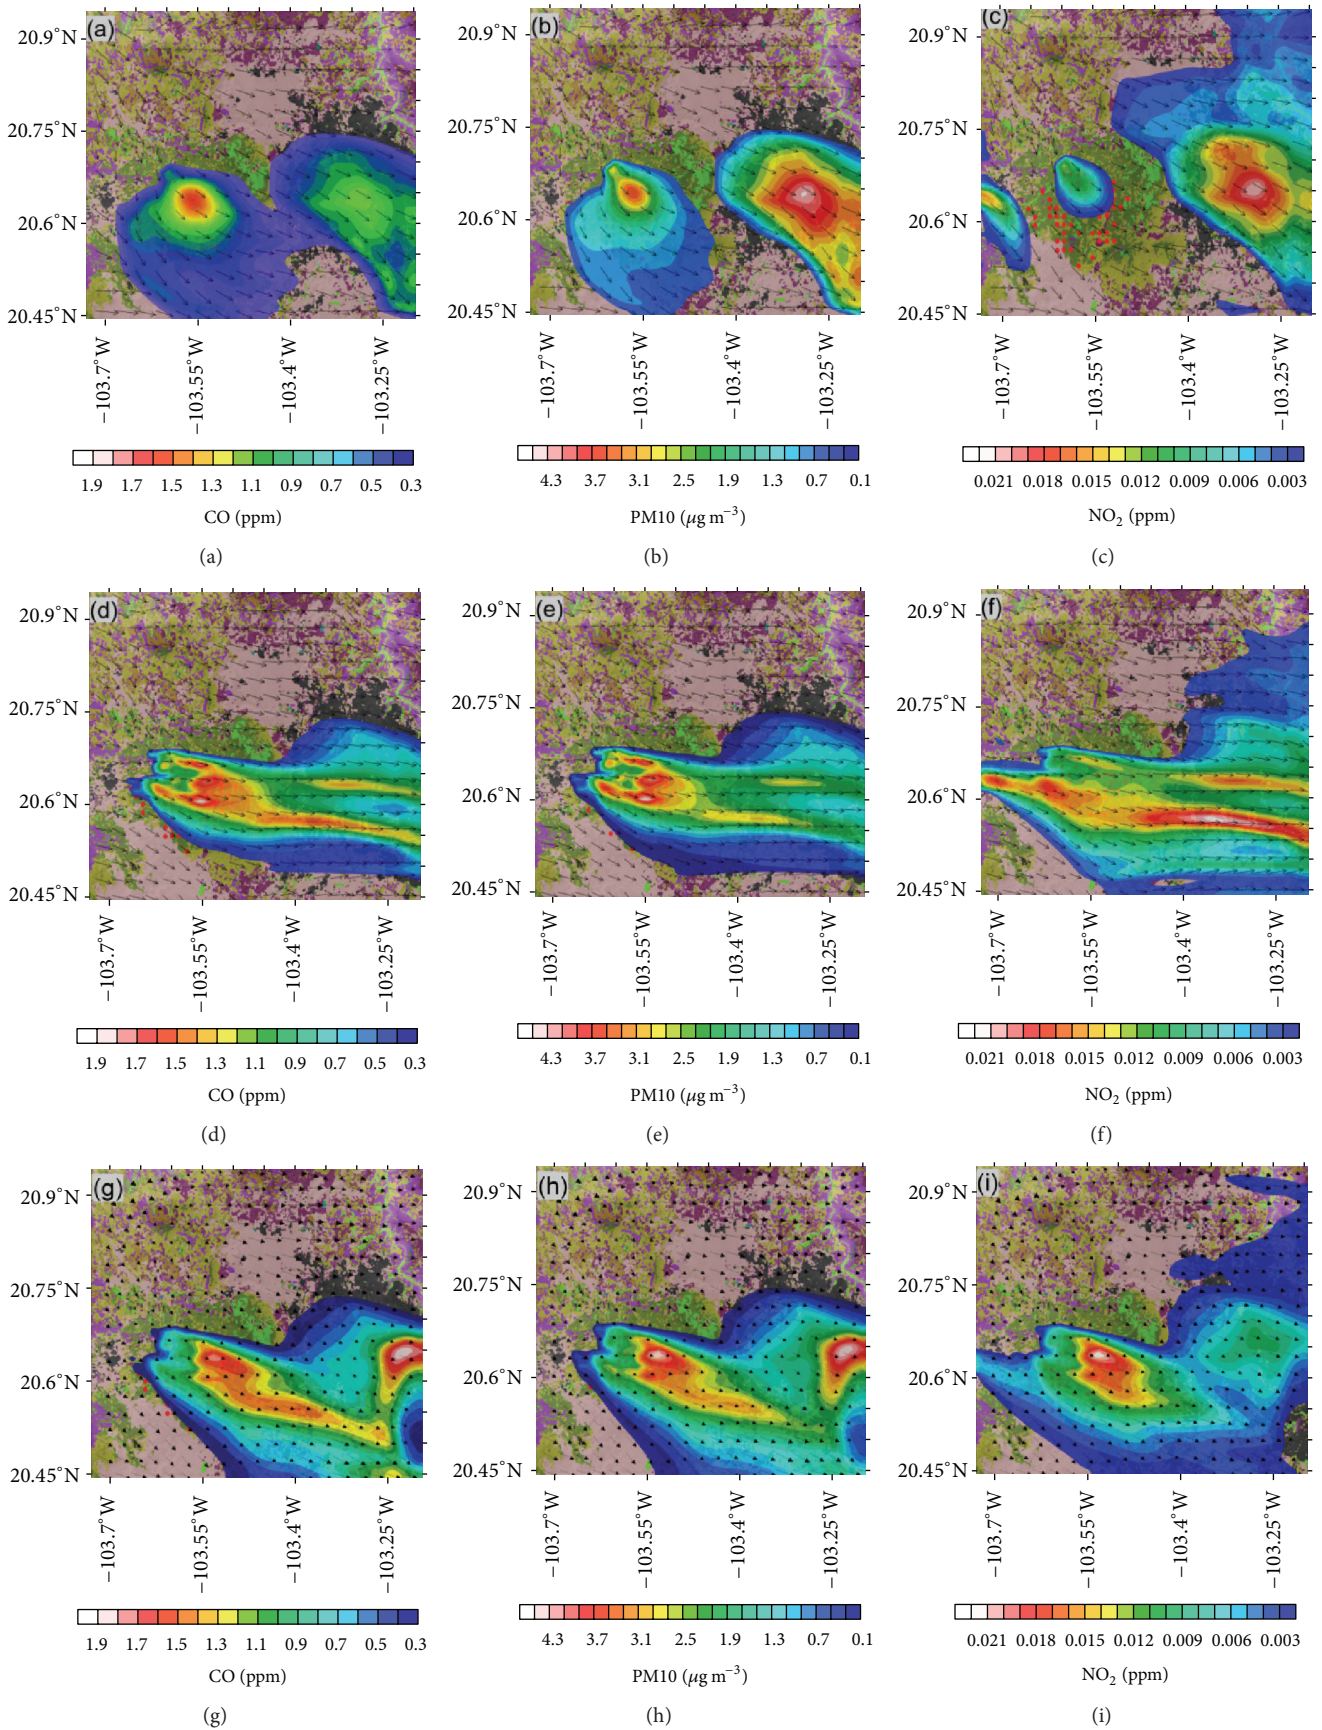 (a)
20.9°N
20.75°N
20.6°N
20.45°N
−103.7°W
−103.55°W
−103.4°W
−103.25°W
1.9 1.7 1.5 1.3 1.1 0.9 0.7 0.5 0.3
CO (ppm)
(a)
(b)
20.9°N
20.75°N
20.6°N
20.45°N
−103.7°W
−103.55°W
−103.4°W
−103.25°W
4.3 3.7 3.1 2.5 1.9 1.3 0.7 0.1
PM10 (μg m⁻³)
(b)
(c)
20.9°N
20.75°N
20.6°N
20.45°N
−103.7°W
−103.55°W
−103.4°W
−103.25°W
0.021 0.018 0.015 0.012 0.009 0.006 0.003
NO₂ (ppm)
(c)
(d)
20.9°N
20.75°N
20.6°N
20.45°N
−103.7°W
−103.55°W
−103.4°W
−103.25°W
1.9 1.7 1.5 1.3 1.1 0.9 0.7 0.5 0.3
CO (ppm)
(d)
(e)
20.9°N
20.75°N
20.6°N
20.45°N
−103.7°W
−103.55°W
−103.4°W
−103.25°W
4.3 3.7 3.1 2.5 1.9 1.3 0.7 0.1
PM10 (μg m⁻³)
(e)
(f)
20.9°N
20.75°N
20.6°N
20.45°N
−103.7°W
−103.55°W
−103.4°W
−103.25°W
0.021 0.018 0.015 0.012 0.009 0.006 0.003
NO₂ (ppm)
(f)
(g)
20.9°N
20.75°N
20.6°N
20.45°N
−103.7°W
−103.55°W
−103.4°W
−103.25°W
1.9 1.7 1.5 1.3 1.1 0.9 0.7 0.5 0.3
CO (ppm)
(g)
(h)
20.9°N
20.75°N
20.6°N
20.45°N
−103.7°W
−103.55°W
−103.4°W
−103.25°W
4.3 3.7 3.1 2.5 1.9 1.3 0.7 0.1
PM10 (μg m⁻³)
(h)
(i)
20.9°N
20.75°N
20.6°N
20.45°N
−103.7°W
−103.55°W
−103.4°W
−103.25°W
0.021 0.018 0.015 0.012 0.009 0.006 0.003
NO₂ (ppm)
(i)